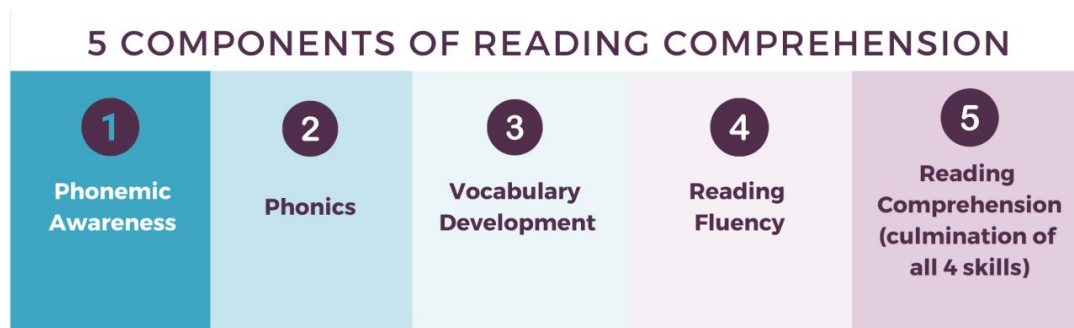 5 COMPONENTS OF READING COMPREHENSION
1
Phonemic
Awareness
2
Phonics
3
Vocabulary
Development
4
Reading
Fluency
5
Reading
Comprehension
(culmination of
all 4 skills)